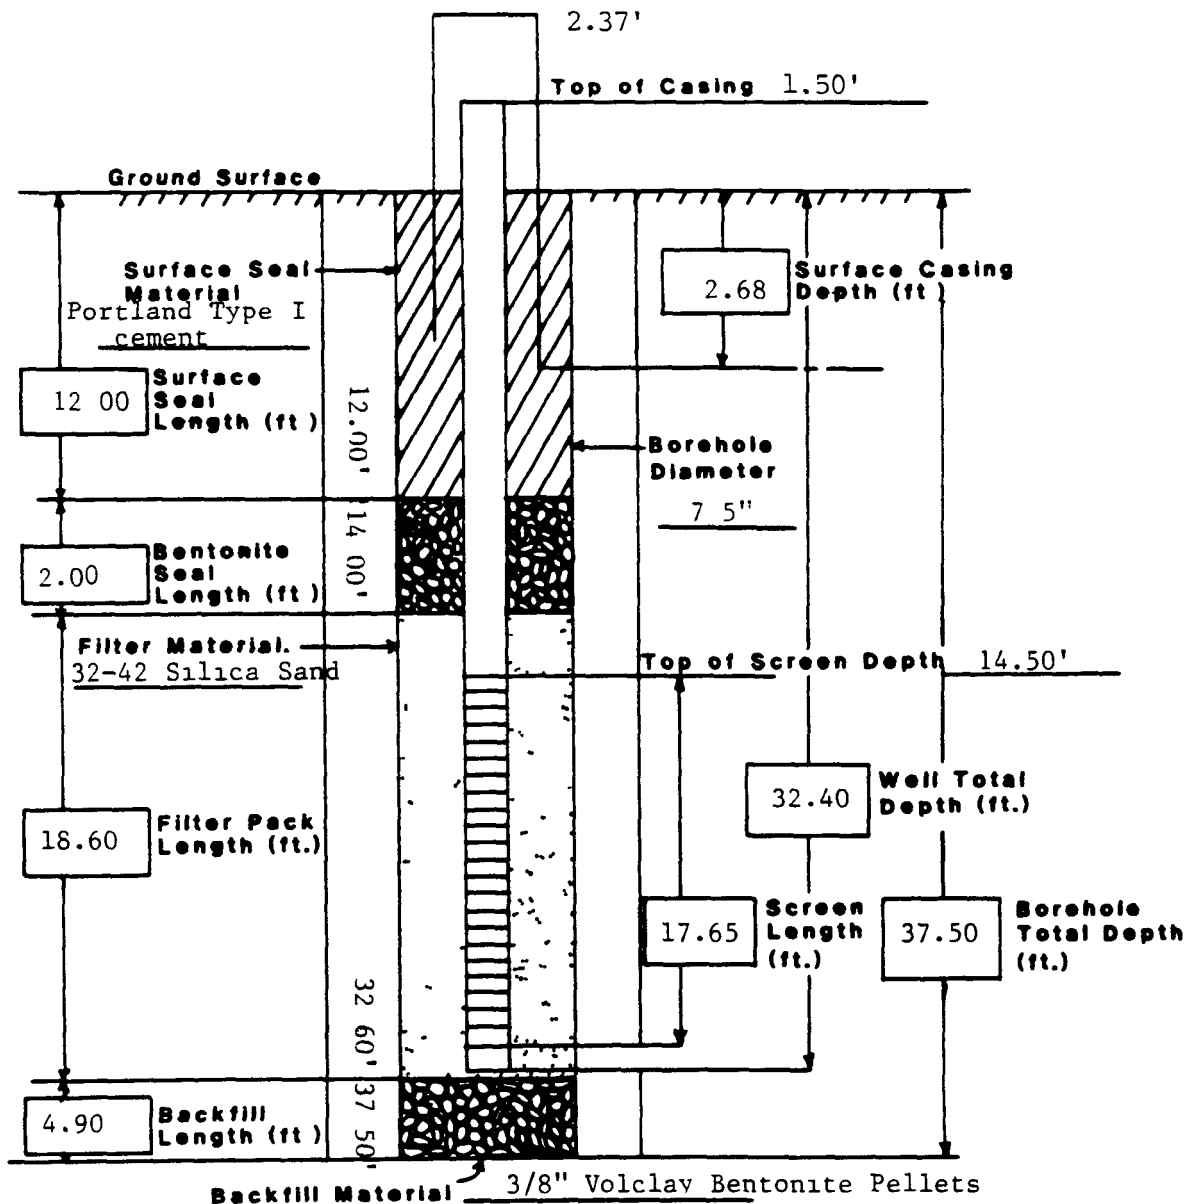 2.37'
Top of Casing 1.50'
Ground Surface
Surface Seal
Material
Portland Type I
cement
2.68
Surface Casing
Depth (ft )
12 00
Surface
Seal
Length (ft )
12.00'
Borehole
Diameter
7 5"
14 00'
2.00
Bentonite
Seal
Length (ft )
Filter Material.
32-42 Silica Sand
Top of Screen Depth 14.50'
32.40
Well Total
Depth (ft.)
18.60
Filter Pack
Length (ft.)
17.65
Screen
Length
(ft.)
37.50
Borehole
Total Depth
(ft.)
32 60'
37 50'
4.90
Backfill
Length (ft )
Backfill Material 3/8" Volclay Bentonite Pellets